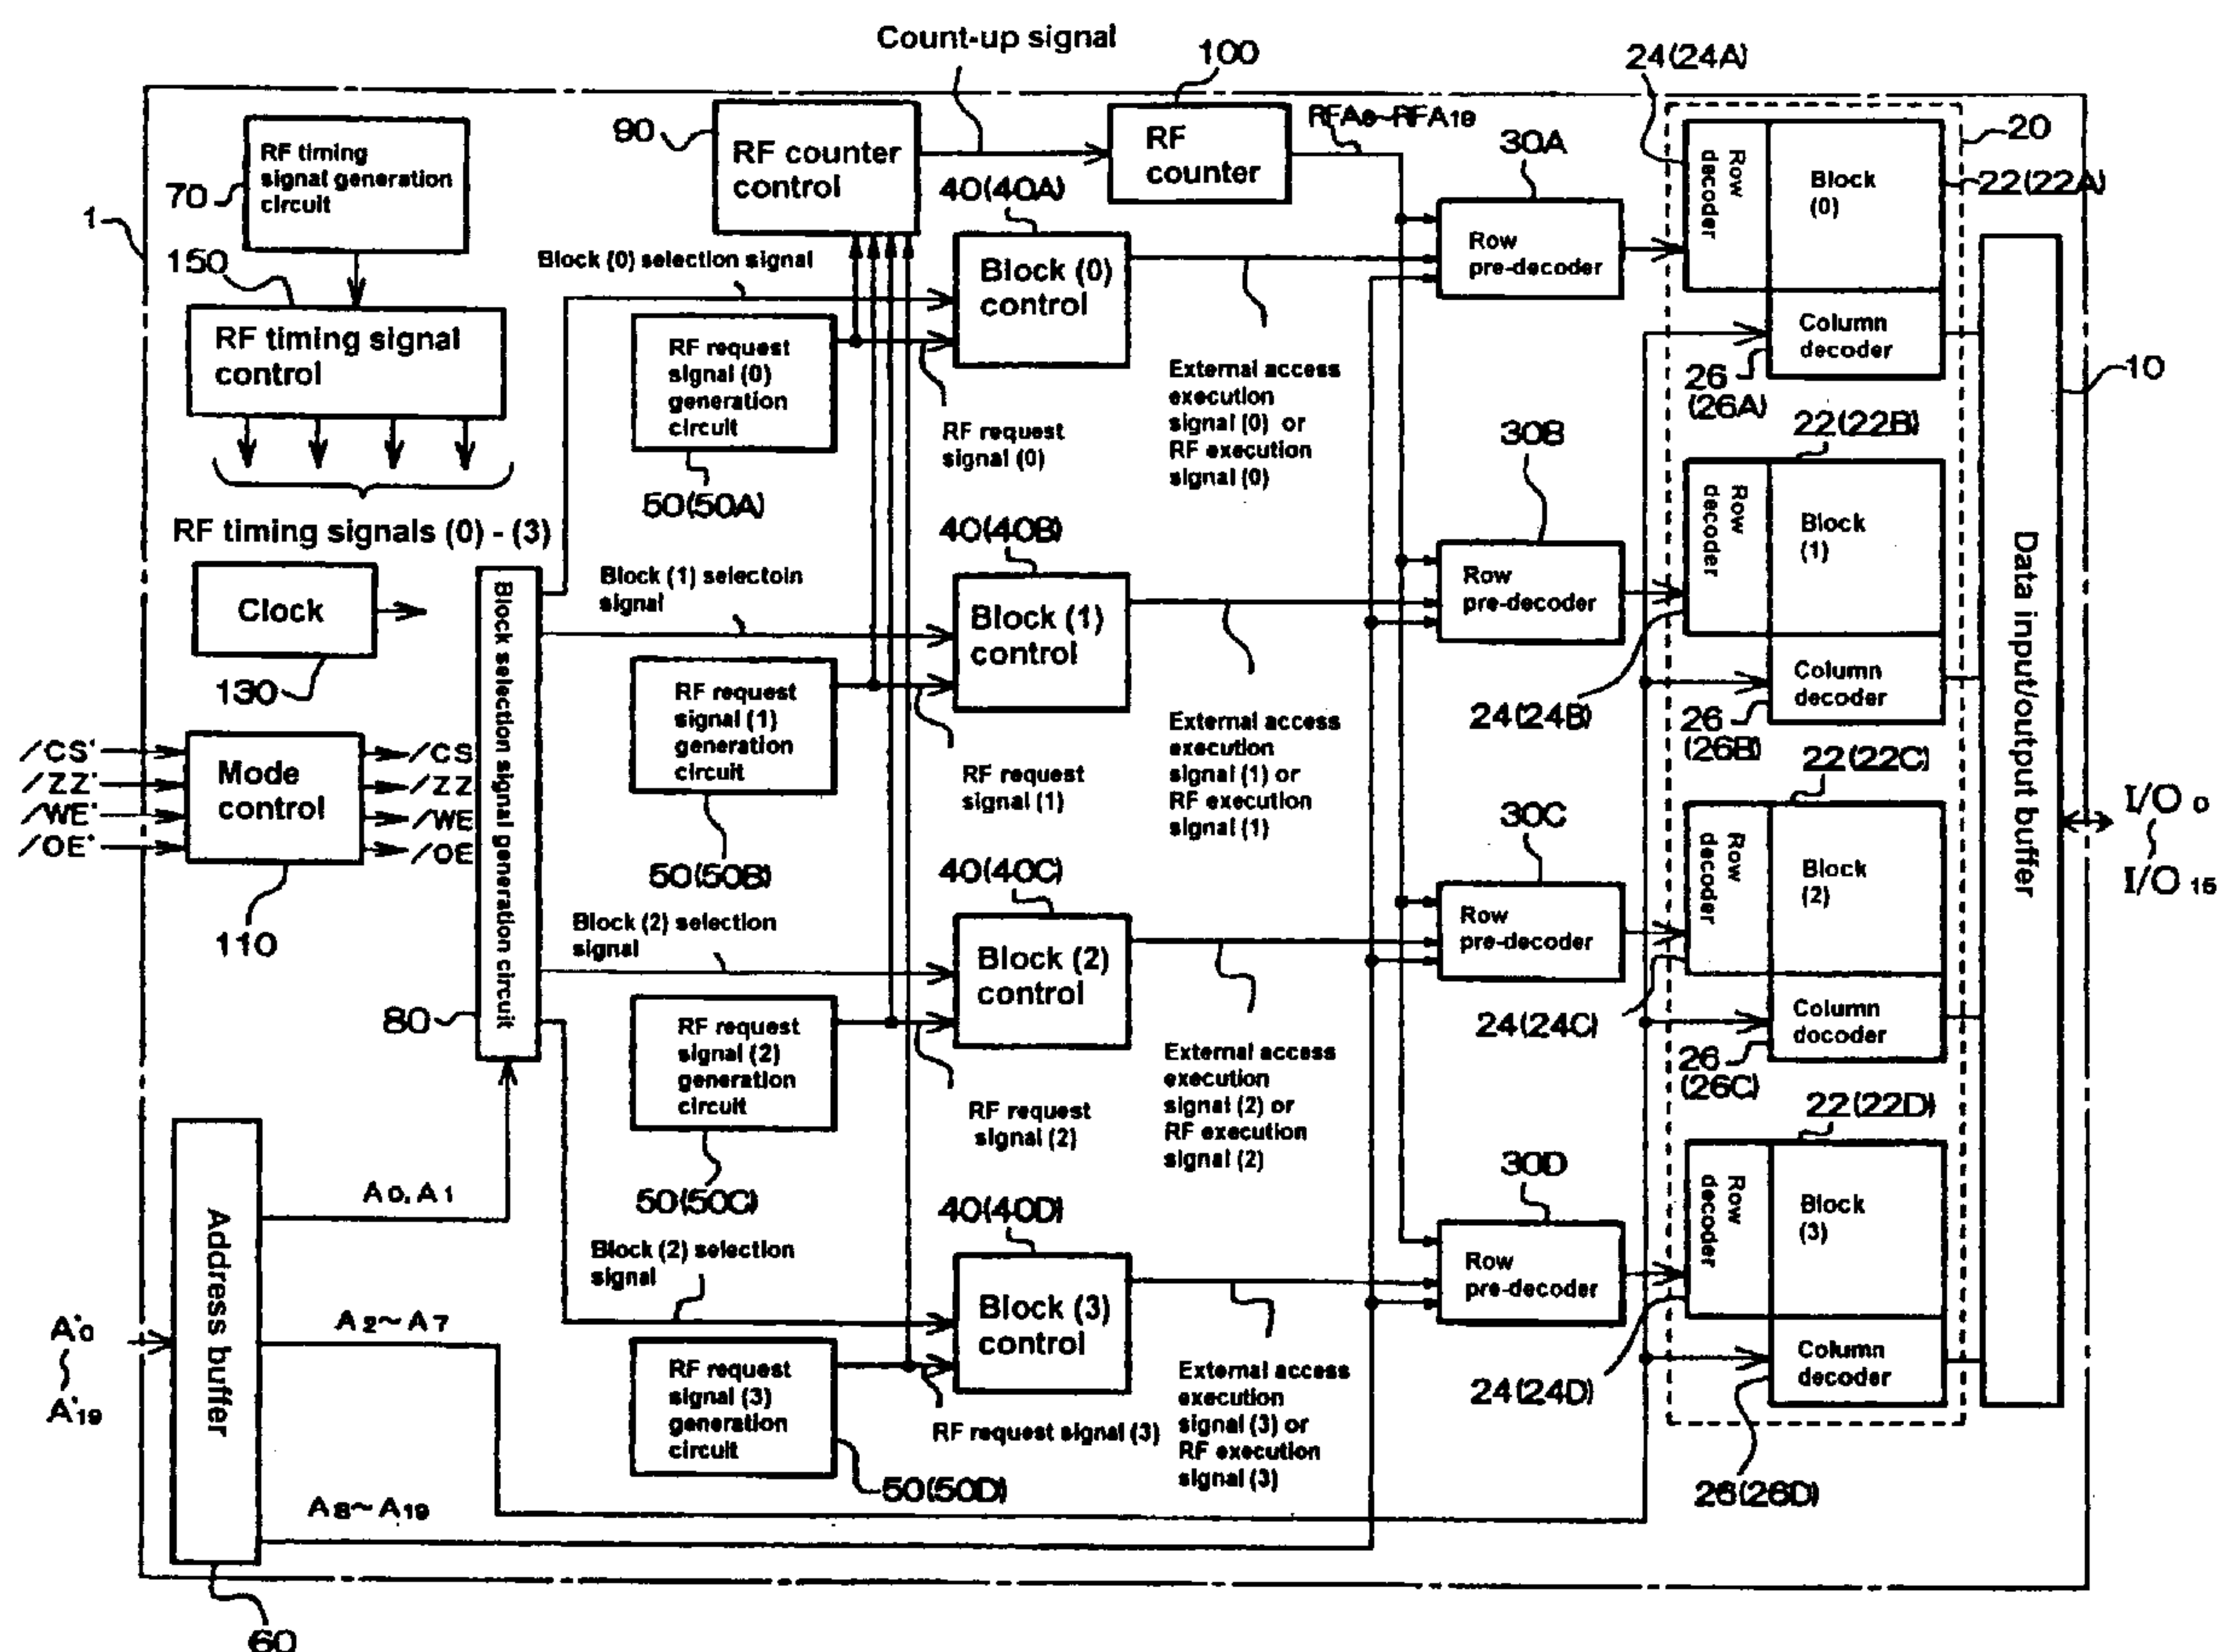 Count-up signal
100
24(24A)
1
RF timing
signal generation
circuit
70
150
RF timing signal
control
RF timing signals (0) - (3)
Clock
130
/CS'
/ZZ'
/WE'
/OE'
Mode
control
/CS
/ZZ
/WE
/OE
110
Block selection signal generation circuit
80
Address buffer
A'0
A'19
60
A0, A1
A2~A7
A8~A19
90
RF counter
control
RF
counter
Block (0) selection signal
RF request
signal (0)
generation
circuit
50(50A)
40(40A)
Block (0)
control
RF request
signal (0)
External access
execution
signal (0) or
RF execution
signal (0)
Block (1) selectoin
signal
RF request
signal (1)
generation
circuit
50(50B)
40(40B)
Block (1)
control
RF request
signal (1)
External access
execution
signal (1) or
RF execution
signal (1)
Block (2) selection
signal
RF request
signal (2)
generation
circuit
50(50C)
40(40C)
Block (2)
control
RF request
signal (2)
External access
execution
signal (2) or
RF execution
signal (2)
Block (2) selection
signal
RF request
signal (3)
generation
circuit
50(50D)
40(40D)
Block (3)
control
RF request signal (3)
External access
execution
signal (3) or
RF execution
signal (3)
30A
Row
pre-decoder
30B
Row
pre-decoder
30C
Row
pre-decoder
30D
Row
pre-decoder
20
Row
decoder
Block
(0)
22(22A)
Column
decoder
26
(26A)
22(22B)
Row
decoder
Block
(1)
24(24B)
Column
decoder
26
(26B)
22(22C)
Row
decoder
Block
(2)
24(24C)
Column
docoder
26
(26C)
22(22D)
Row
decoder
Block
(3)
24(24D)
Column
decoder
26(26D)
10
Data input/output buffer
I/O 0
I/O 15